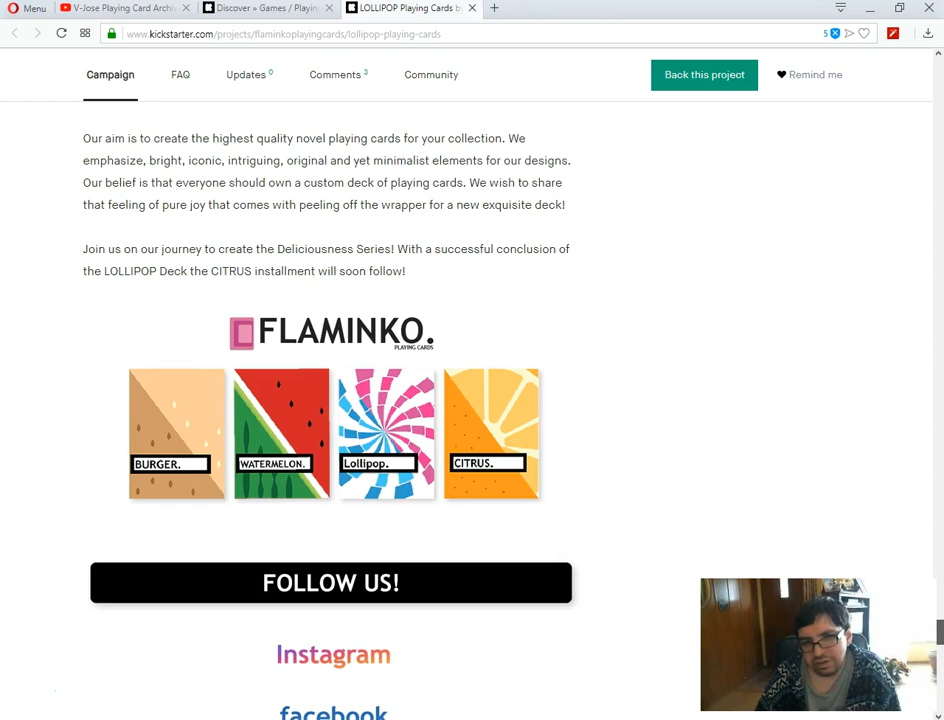 Menu
V-Jose Playing Card Archi
Discover » Games / Playin
LOLLIPOP Playing Cards by
www.kickstarter.com/projects/flaminkoplayingcards/lollipop-playing-cards
5
Campaign
FAQ
Updates 0
Comments 3
Community
Back this project
Remind me
Our aim is to create the highest quality novel playing cards for your collection. We
emphasize, bright, iconic, intriguing, original and yet minimalist elements for our designs.
Our belief is that everyone should own a custom deck of playing cards. We wish to share
that feeling of pure joy that comes with peeling off the wrapper for a new exquisite deck!
Join us on our journey to create the Deliciousness Series! With a successful conclusion of
the LOLLIPOP Deck the CITRUS installment will soon follow!
FLAMINKO.
PLAYING CARDS
BURGER.
WATERMELON.
Lollipop.
CITRUS.
FOLLOW US!
Instagram
facebook